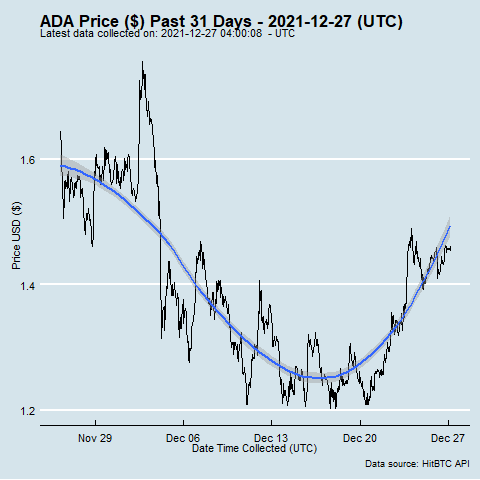 ADA Price ($) Past 31 Days - 2021-12-27 (UTC)
Latest data collected on: 2021-12-27 04:00:08 - UTC
Price USD ($)
1.6
1.4
1.2
Nov 29 Dec 06 Dec 13 Dec 20 Dec 27
Date Time Collected (UTC)
Data source: HitBTC API